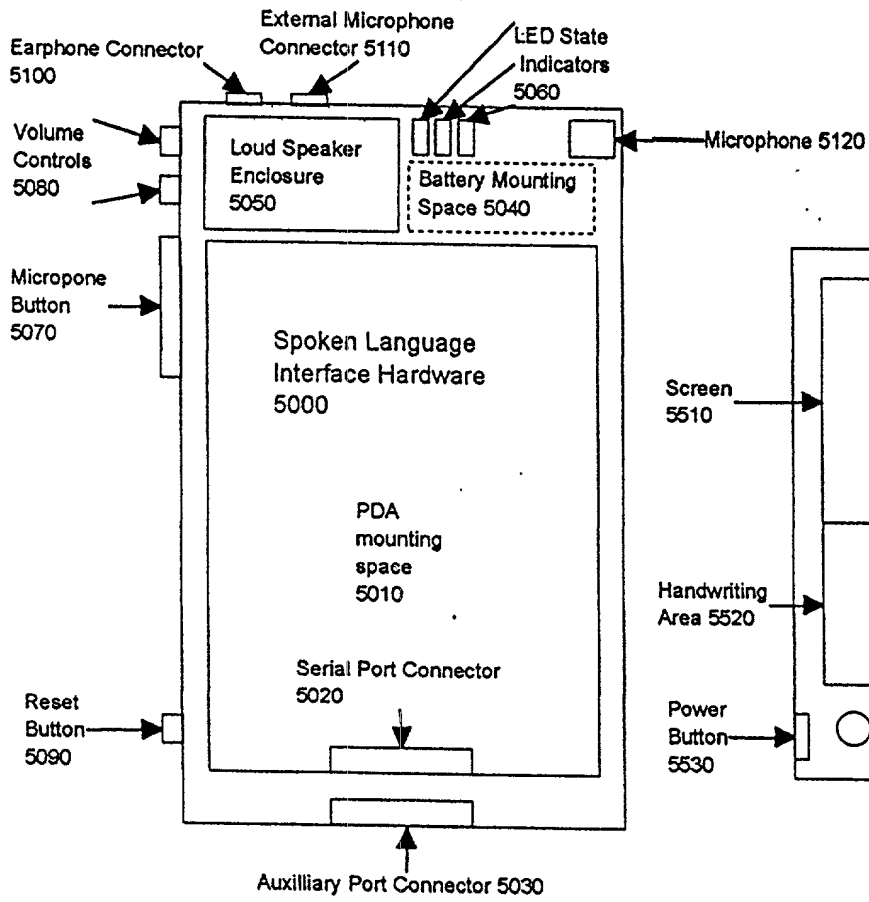 Earphone Connector
5100
External Microphone
Connector 5110
LED State
Indicators
5060
Volume
Controls
5080
Loud Speaker
Enclosure
5050
Battery Mounting
Space 5040
Microphone 5120
Micropone
Button
5070
Spoken Language
Interface Hardware
5000
Screen
5510
PDA
mounting
space
5010
Handwriting
Area 5520
Serial Port Connector
5020
Reset
Button
5090
Power
Button
5530
Auxilliary Port Connector 5030